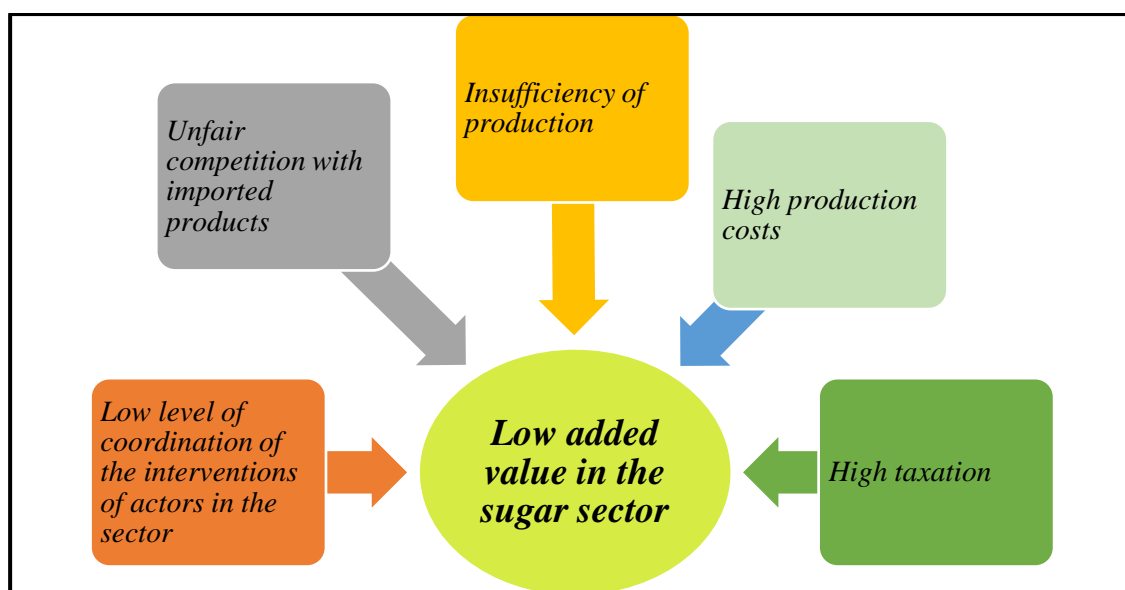 Insufficiency of
production
Unfair
competition with
imported
products
High production
costs
Low level of
coordination of
the interventions
of actors in the
sector
Low added
value in the
sugar sector
High taxation